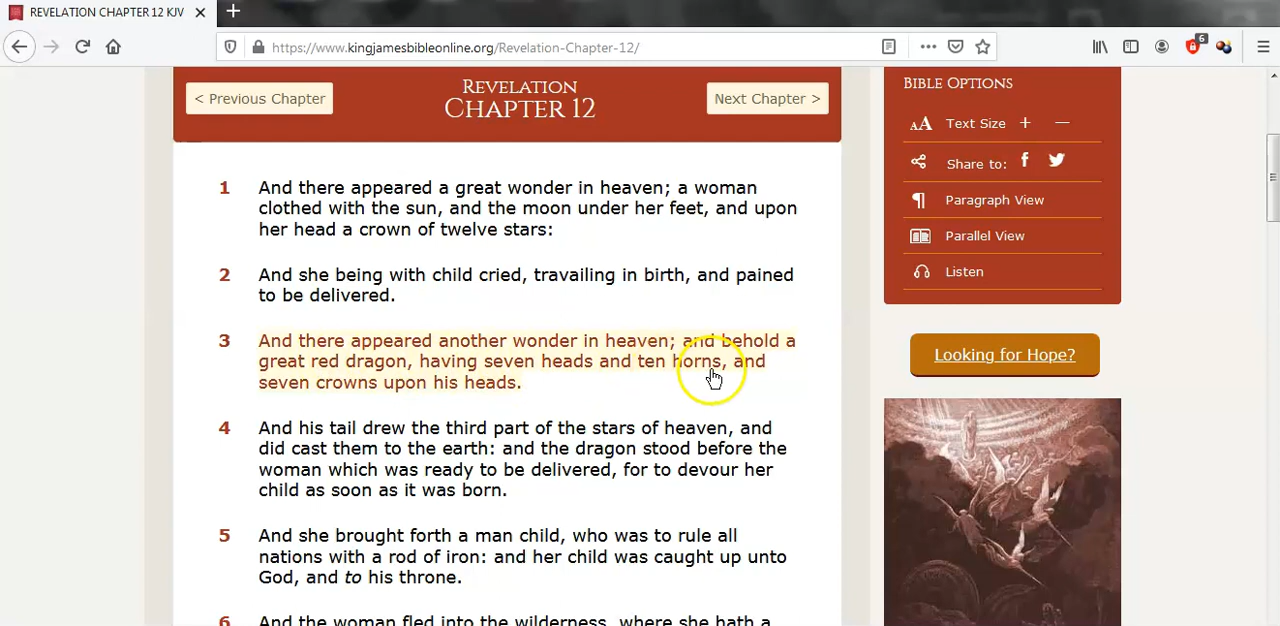 REVELATION CHAPTER 12 KJV
https://www.kingjamesbibleonline.org/Revelation-Chapter-12/
6
< Previous Chapter
REVELATION
CHAPTER 12
Next Chapter >
1 And there appeared a great wonder in heaven; a woman
clothed with the sun, and the moon under her feet, and upon
her head a crown of twelve stars:
2 And she being with child cried, travailing in birth, and pained
to be delivered.
3 And there appeared another wonder in heaven; and behold a
great red dragon, having seven heads and ten horns, and
seven crowns upon his heads.
4 And his tail drew the third part of the stars of heaven, and
did cast them to the earth: and the dragon stood before the
woman which was ready to be delivered, for to devour her
child as soon as it was born.
5 And she brought forth a man child, who was to rule all
nations with a rod of iron: and her child was caught up unto
God, and to his throne.
6 And the woman fled into the wilderness, where she hath a
BIBLE OPTIONS
AA Text Size + —
Share to:
Paragraph View
Parallel View
Listen
Looking for Hope?